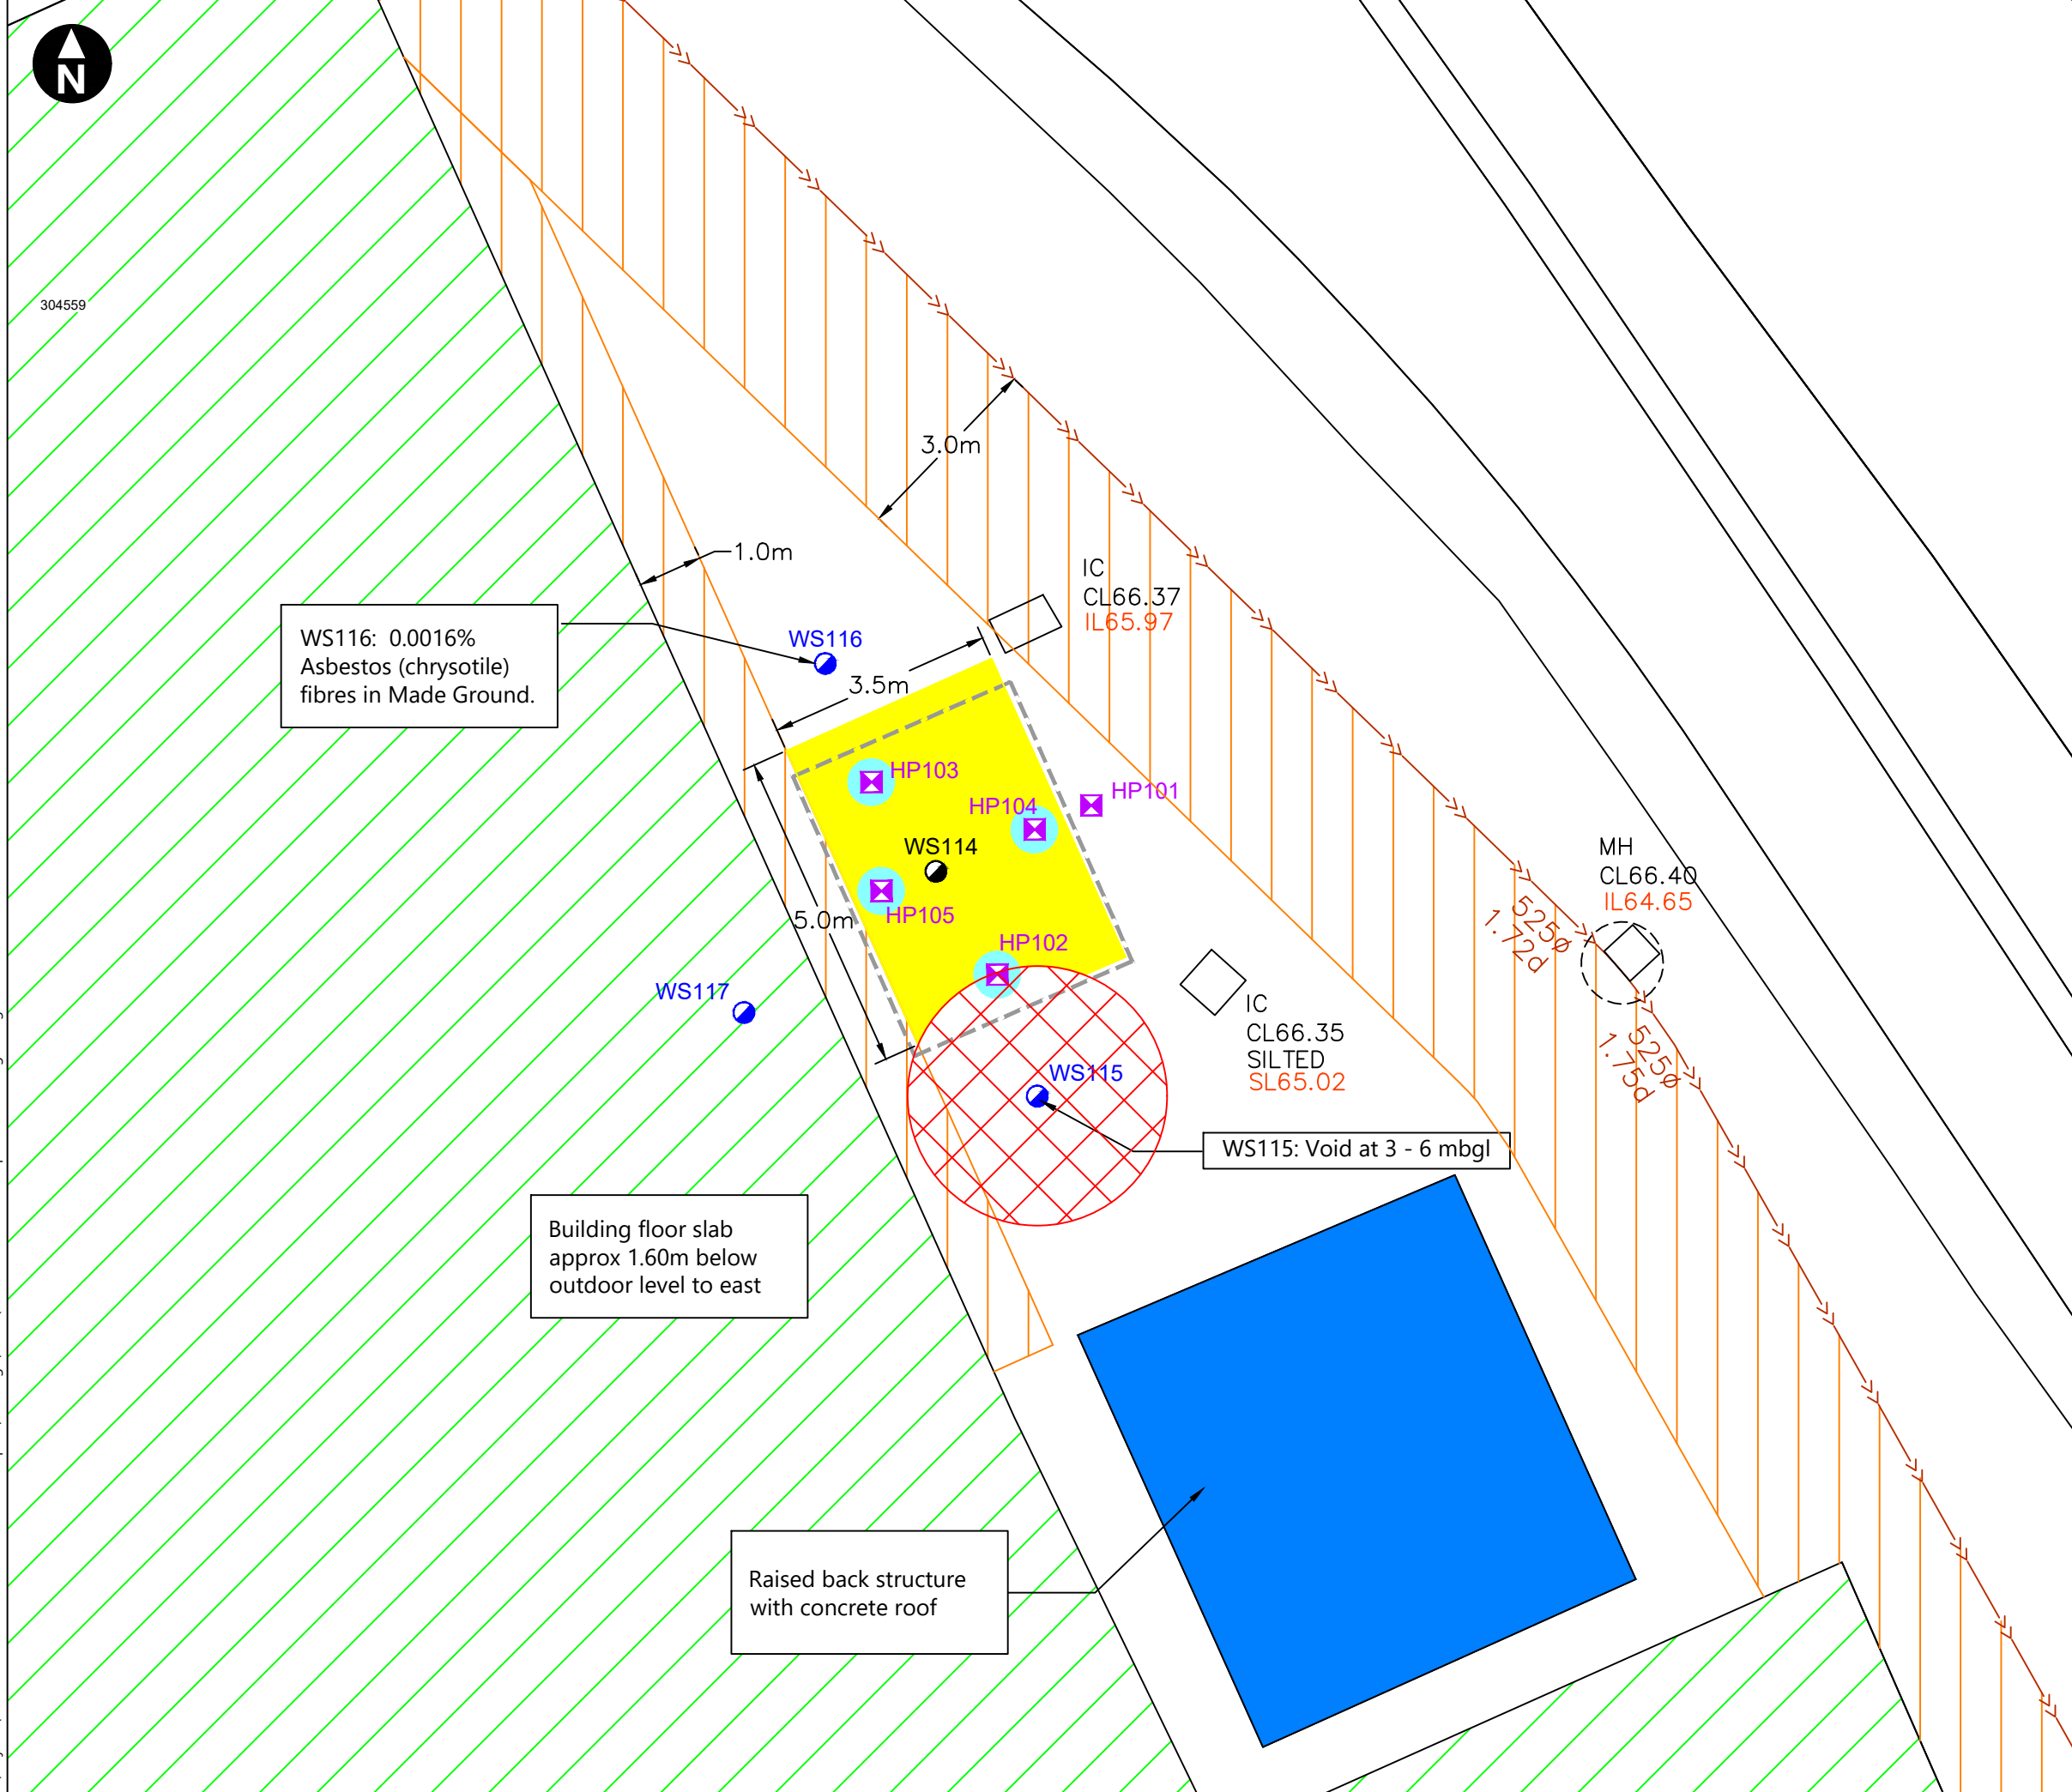 N
304559
3.0m
1.0m
IC
CL66.37
IL65.97
WS116: 0.0016%
Asbestos (chrysotile)
fibres in Made Ground.
WS116
3.5m
HP103
HP101
HP104
WS114
HP105
5.0m
HP102
MH
CL66.40
IL64.65
525ø
1.72d
WS117
IC
CL66.35
SILTED
SL65.02
525ø
1.75d
WS115
WS115: Void at 3 - 6 mbgl
Building floor slab
approx 1.60m below
outdoor level to east
Raised back structure
with concrete roof